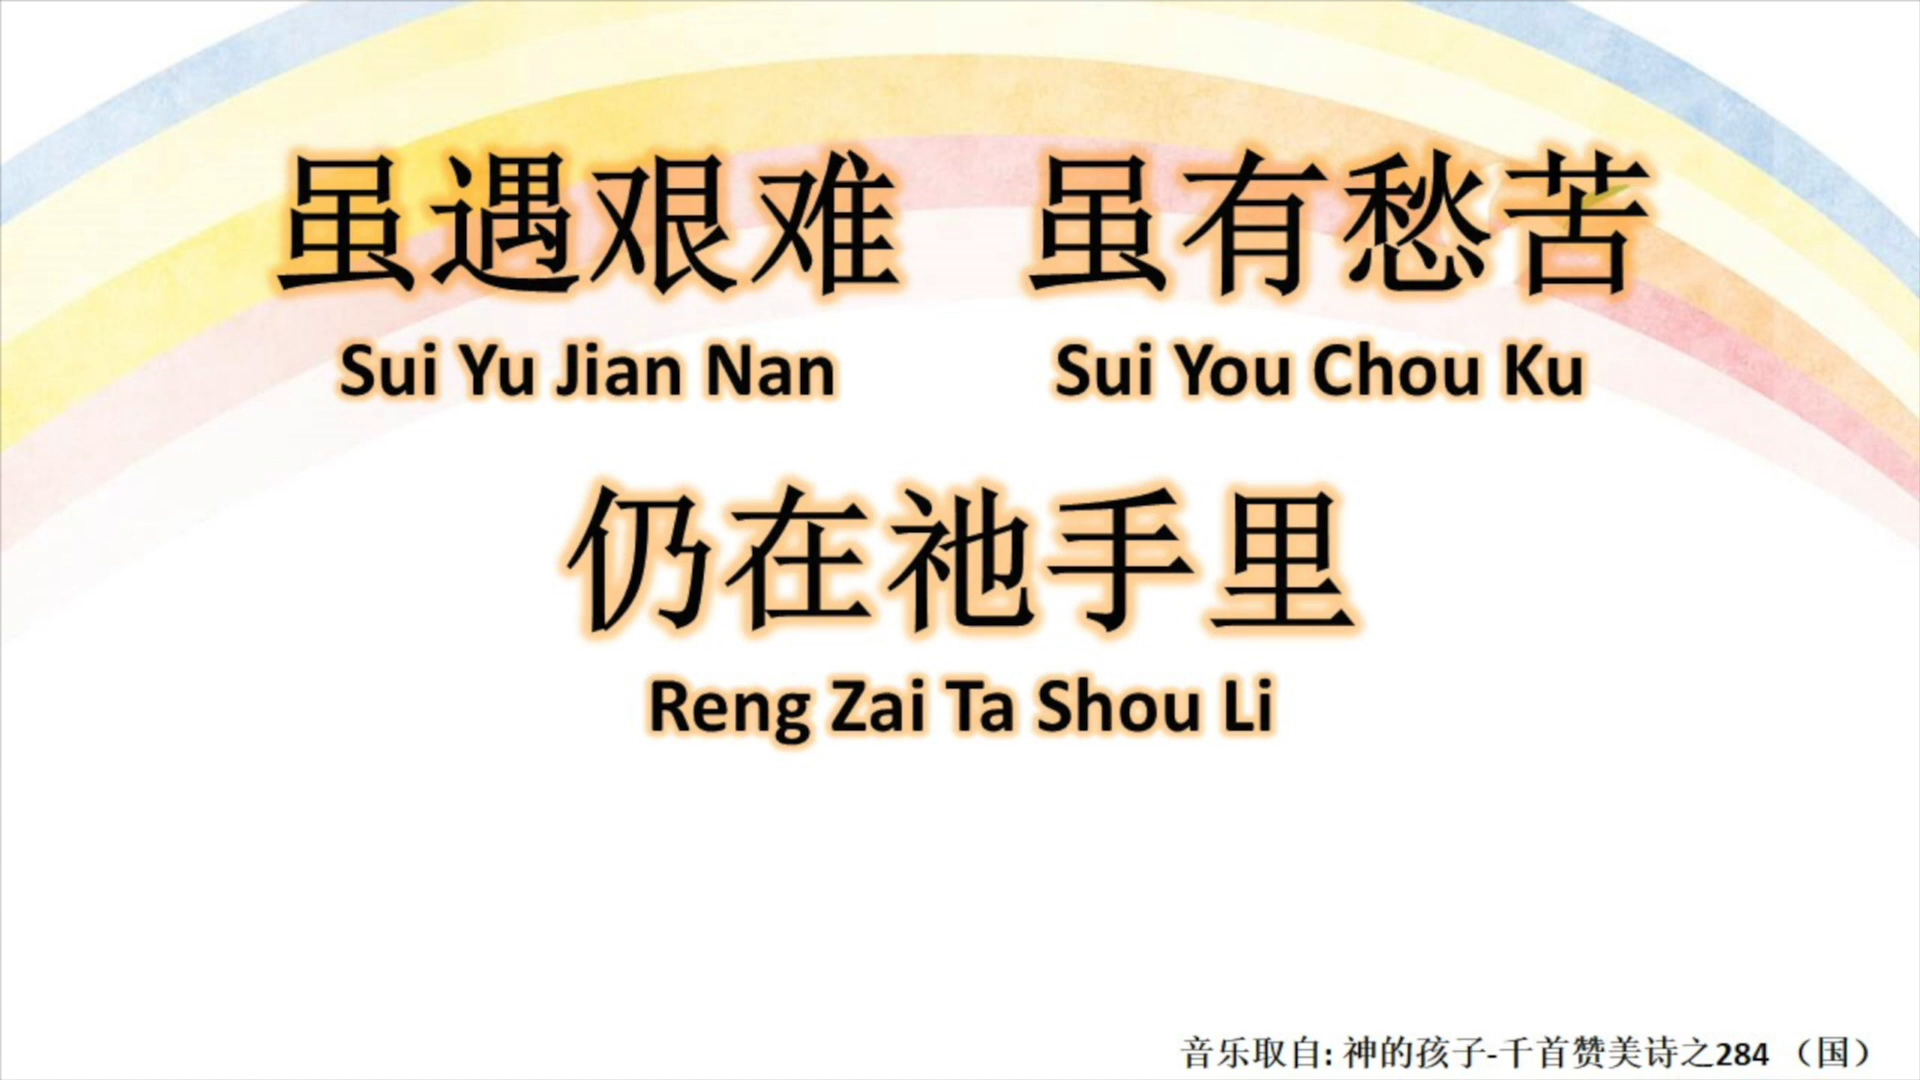 虽遇艰难 虽有愁苦
Sui Yu Jian Nan Sui You Chou Ku
仍在祂手里
Reng Zai Ta Shou Li
音乐取自: 神的孩子-千首赞美诗之284 （国）